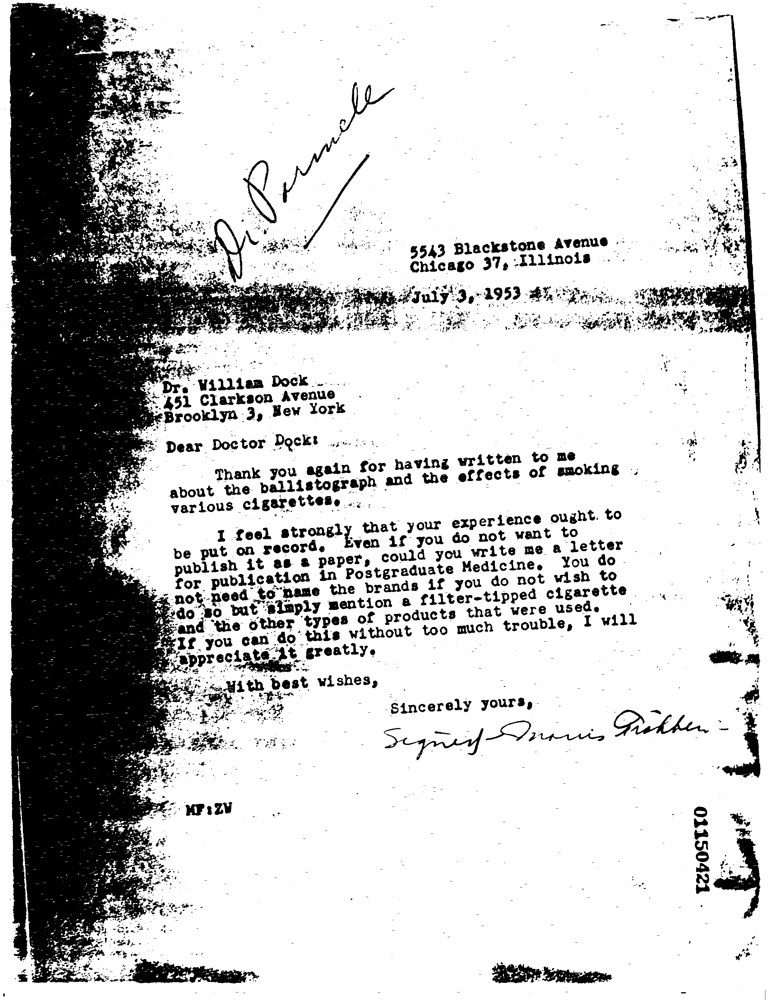 Dr. Parmele
5543 Blackstone Avenue
Chicago 37, Illinois
July 3, 1953
Dr. William Dock
451 Clarkson Avenue
Brooklyn 3, New York
Dear Doctor Dock:
Thank you again for having written to me
about the ballistograph and the effects of smoking
various cigarettes.
I feel strongly that your experience ought to
be put on record. Even if you do not want to
publish it as a paper, could you write me a letter
for publication in Postgraduate Medicine. You do
not need to name the brands if you do not wish to
do so but simply mention a filter-tipped cigarette
and the other types of products that were used.
If you can do this without too much trouble, I will
appreciate it greatly.
With best wishes,
Sincerely yours,
Signed - Morris Fishbein -
MF:ZW
01150421